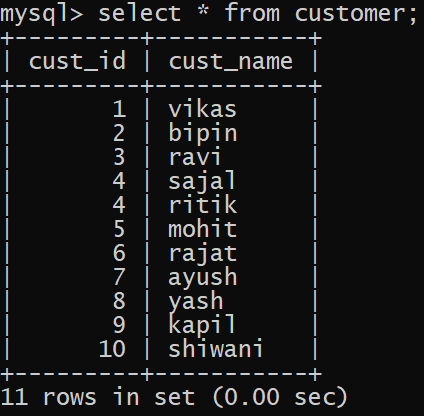 mysql> select * from customer;
+---------+-----------+
| cust_id | cust_name |
+---------+-----------+
|       1 | vikas     |
|       2 | bipin     |
|       3 | ravi      |
|       4 | sajal     |
|       4 | ritik     |
|       5 | mohit     |
|       6 | rajat     |
|       7 | ayush     |
|       8 | yash      |
|       9 | kapil     |
|      10 | shiwani   |
+---------+-----------+
11 rows in set (0.00 sec)